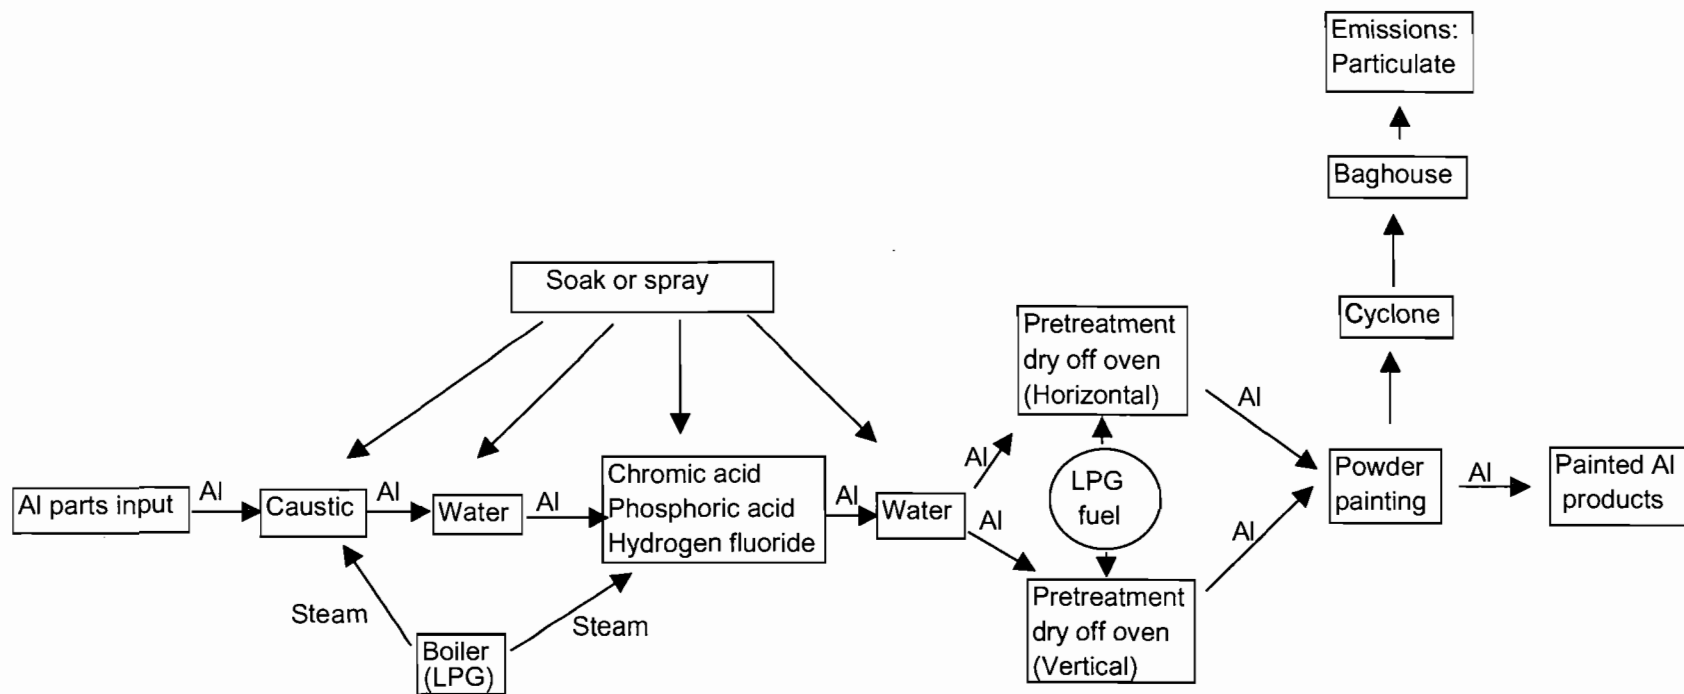 Emissions:
Particulate
Baghouse
Soak or spray
Cyclone
Pretreatment
dry off oven
(Horizontal)
Al
Al parts input
Al
Caustic
Al
Water
Al
Chromic acid
Phosphoric acid
Hydrogen fluoride
Al
Water
Al
Al
LPG
fuel
Al
Powder
painting
Al
Painted Al
products
Steam
Boiler
(LPG)
Steam
Pretreatment
dry off oven
(Vertical)